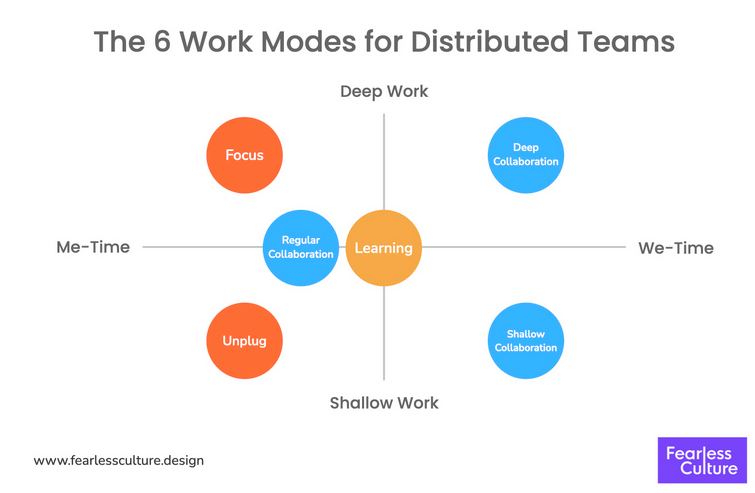 The 6 Work Modes for Distributed Teams
Deep Work
Focus
Deep
Collaboration
Me-Time
Regular
Collaboration
Learning
We-Time
Unplug
Shallow
Collaboration
Shallow Work
www.fearlessculture.design
Fearless
Culture